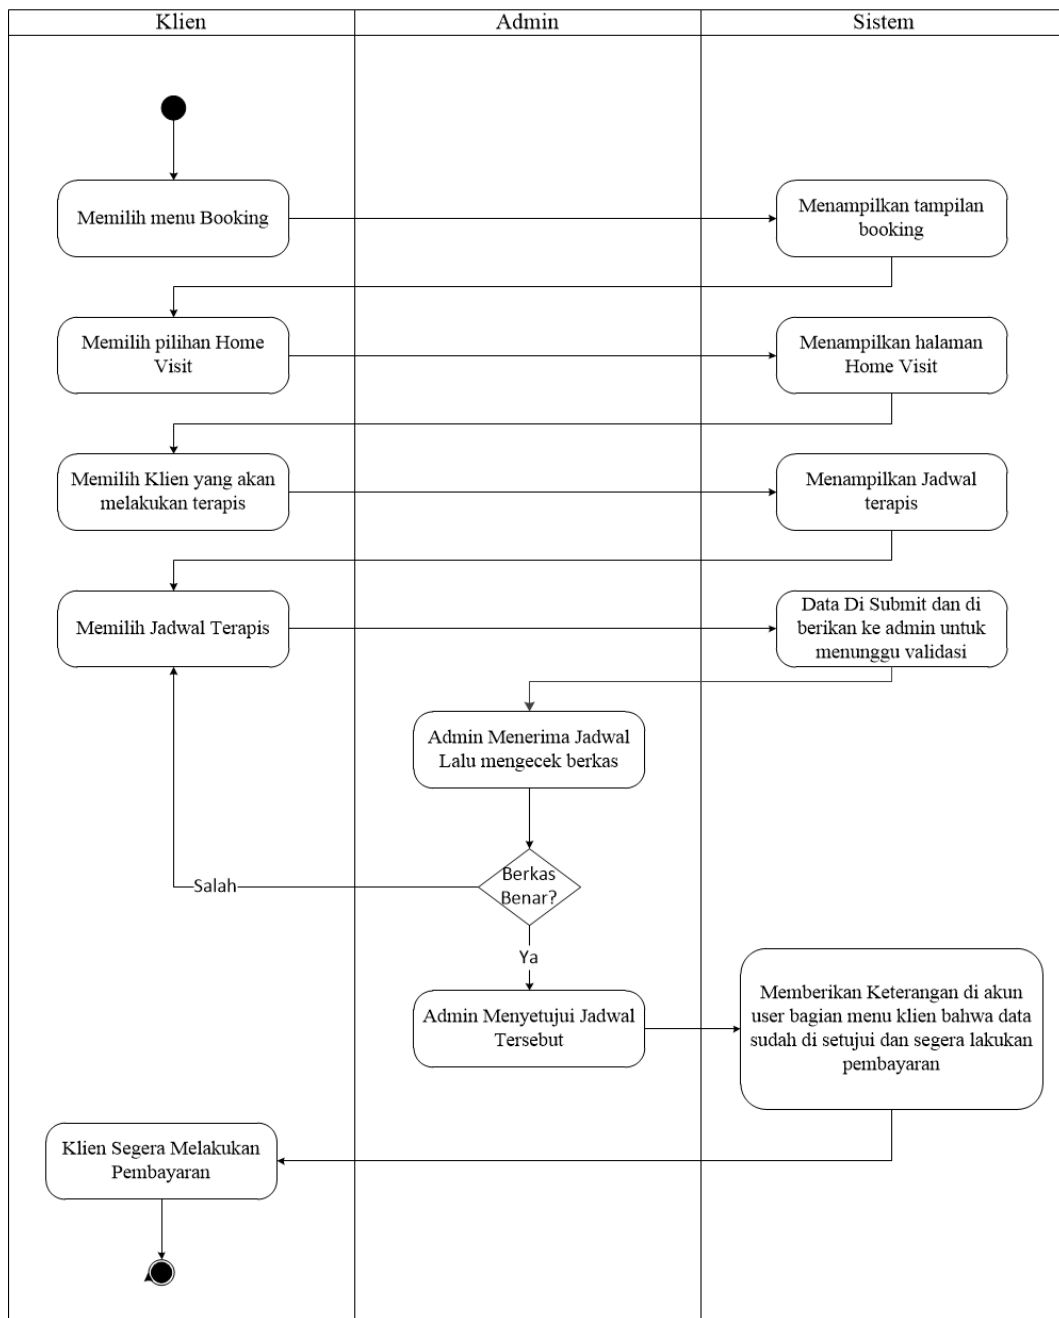 Klien
Admin
Sistem
Memilih menu Booking
Menampilkan tampilan
booking
Memilih pilihan Home
Visit
Menampilkan halaman
Home Visit
Memilih Klien yang akan
melakukan terapis
Menampilkan Jadwal
terapis
Memilih Jadwal Terapis
Data Di Submit dan di
berikan ke admin untuk
menunggu validasi
Admin Menerima Jadwal
Lalu mengecek berkas
Berkas
Benar?
Salah
Ya
Admin Menyetujui Jadwal
Tersebut
Memberikan Keterangan di akun
user bagian menu klien bahwa data
sudah di setujui dan segera lakukan
pembayaran
Klien Segera Melakukan
Pembayaran